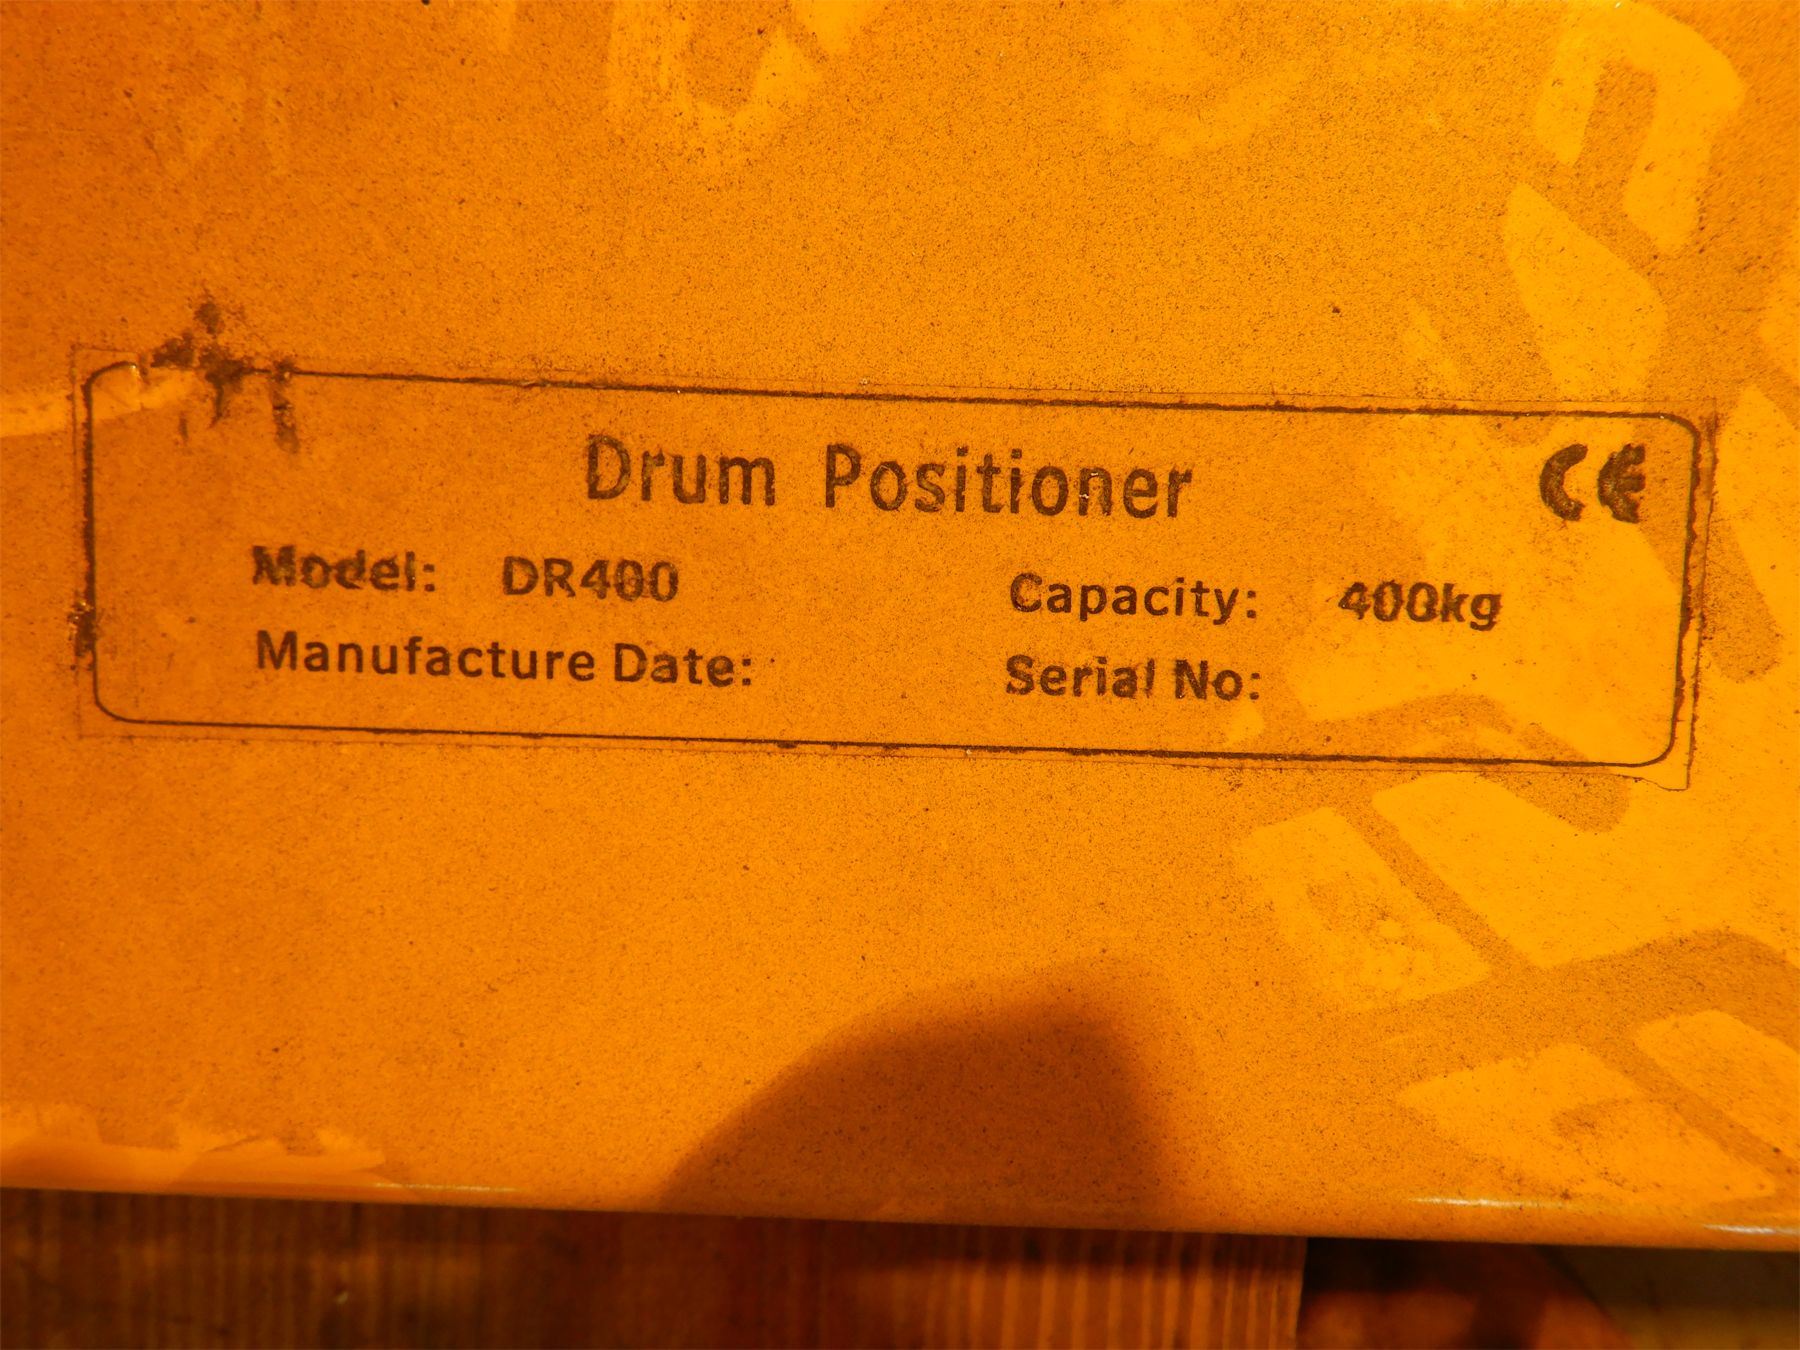 Drum Positioner CE
Model: DR400 Capacity: 400kg
Manufacture Date: Serial No: